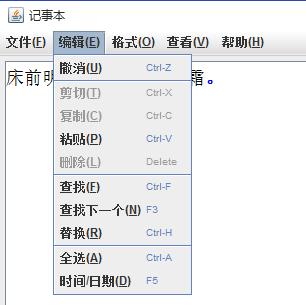 记事本
文件(F) 编辑(E) 格式(O) 查看(V) 帮助(H)
床前明 霜。
撤消(U) Ctrl-Z
剪切(T) Ctrl-X
复制(C) Ctrl-C
粘贴(P) Ctrl-V
删除(L) Delete
查找(F) Ctrl-F
查找下一个(N) F3
替换(R) Ctrl-H
全选(A) Ctrl-A
时间/日期(D) F5